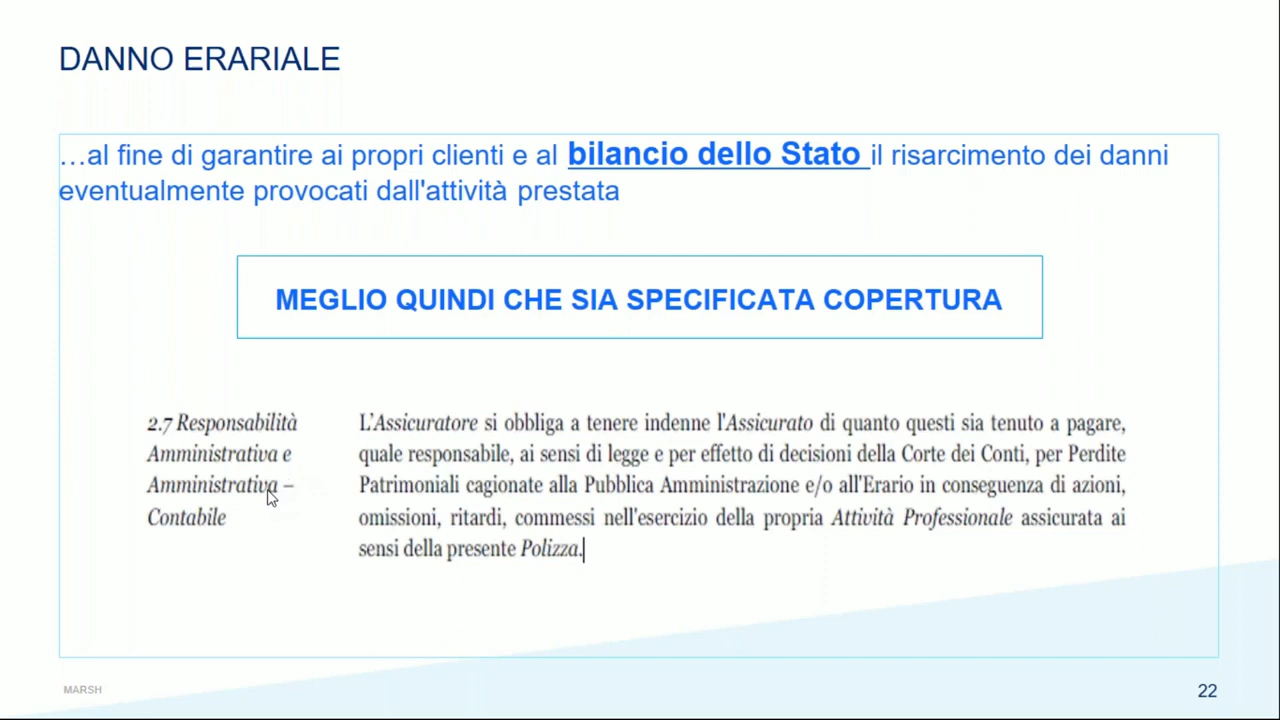 DANNO ERARIALE
…al fine di garantire ai propri clienti e al bilancio dello Stato il risarcimento dei danni
eventualmente provocati dall'attività prestata
MEGLIO QUINDI CHE SIA SPECIFICATA COPERTURA
2.7 Responsabilità
Amministrativa e
Amministrativa –
Contabile
L'Assicuratore si obbliga a tenere indenne l'Assicurato di quanto questi sia tenuto a pagare,
quale responsabile, ai sensi di legge e per effetto di decisioni della Corte dei Conti, per Perdite
Patrimoniali cagionate alla Pubblica Amministrazione e/o all'Erario in conseguenza di azioni,
omissioni, ritardi, commessi nell'esercizio della propria Attività Professionale assicurata ai
sensi della presente Polizza.
MARSH
22